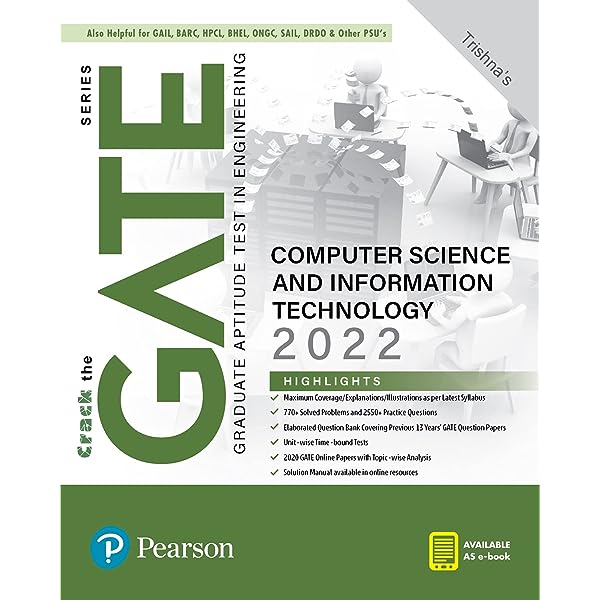 Also Helpful for GAIL, BARC, HPCL, BHEL, ONGC, SAIL, DRDO & Other PSU's
Trishna's
crack the
GATE
SERIES
GRADUATE APTITUDE TEST IN ENGINEERING
COMPUTER SCIENCE
AND INFORMATION
TECHNOLOGY
2022
HIGHLIGHTS
✓ Maximum Coverage/Explanations/Illustrations as per Latest Syllabus
✓ 770+ Solved Problems and 2550+ Practice Questions
✓ Elaborated Question Bank Covering Previous 13 Years' GATE Question Papers
✓ Unit-wise Time-bound Tests
✓ 2020 GATE Online Papers with Topic-wise Analysis
✓ Solution Manual available in online resources
P Pearson
AVAILABLE
AS e-book